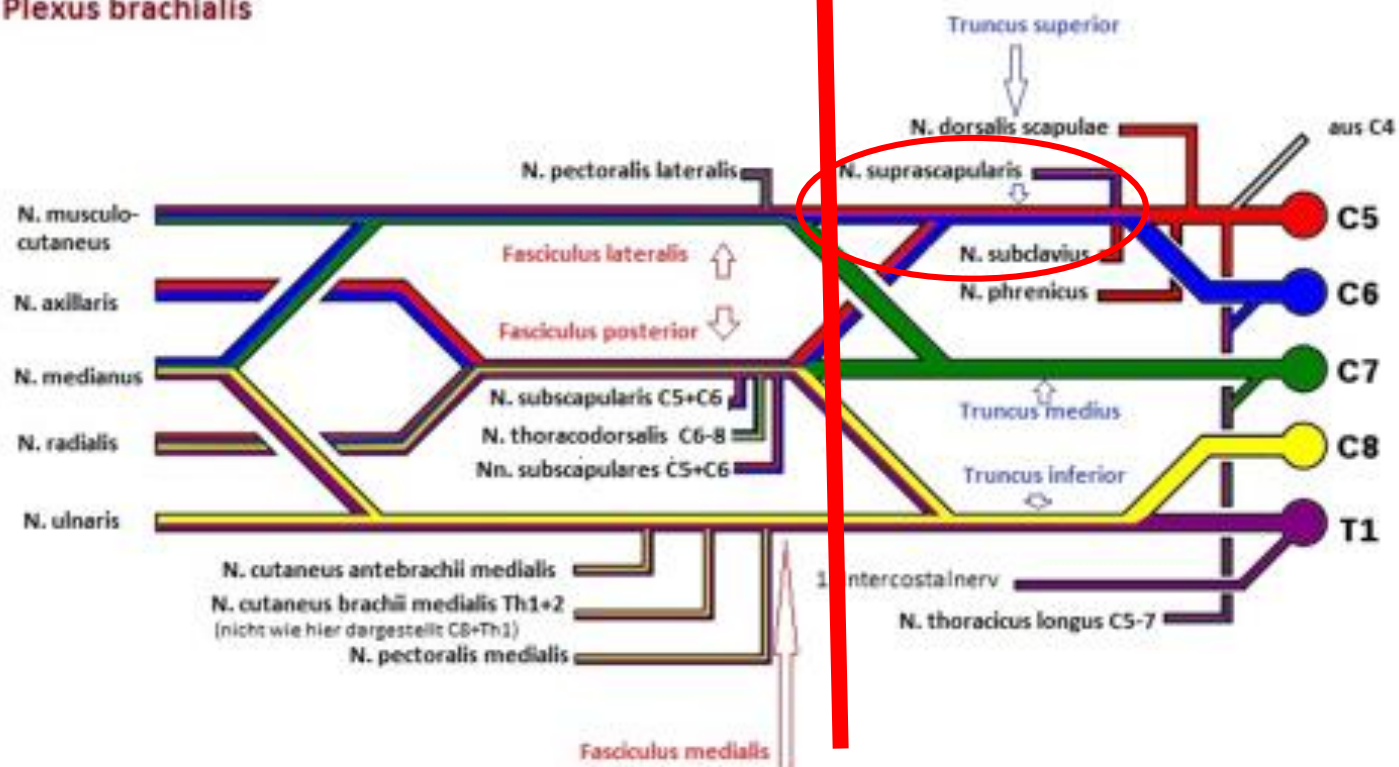 Plexus brachialis
Truncus superior
N. dorsalis scapulae
aus C4
N. pectoralis lateralis
N. suprascapularis
N. musculo-
cutaneus
C5
Fasciculus lateralis
N. subclavius
N. axillaris
N. phrenicus
C6
Fasciculus posterior
N. medianus
C7
N. subscapularis C5+C6
Truncus medius
N. radialis
N. thoracodorsalis C6-8
C8
Nn. subscapulares C5+C6
Truncus inferior
N. ulnaris
T1
N. cutaneus antebrachii medialis
1. Intercostalnerv
N. cutaneus brachii medialis Th1+2
(nicht wie hier dargestellt C8+Th1)
N. thoracicus longus C5-7
N. pectoralis medialis
Fasciculus medialis